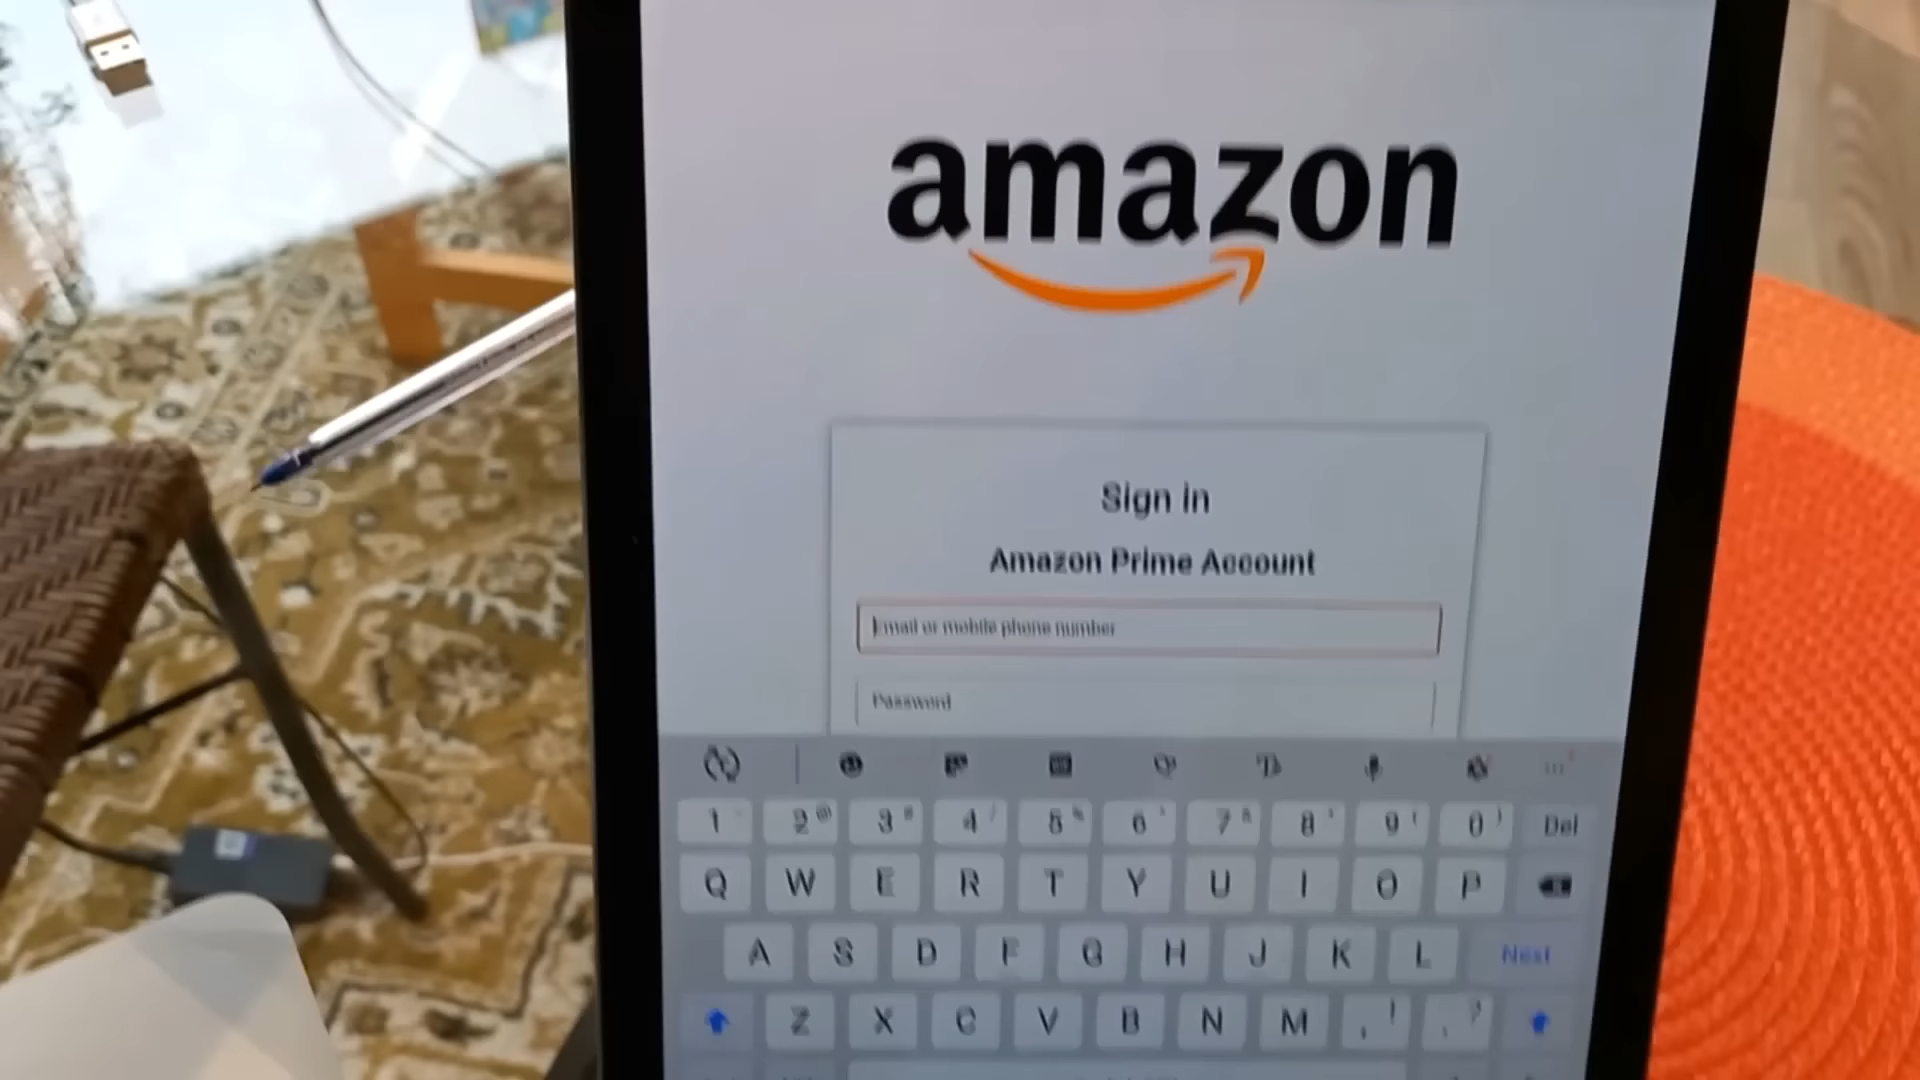 amazon
Sign in
Amazon Prime Account
Email or mobile phone number
Password
1 2 3 4 5 6 7 8 9 0 Del
Q W E R T Y U I O P
A S D F G H J K L Next
Z X C V B N M , ! . ?